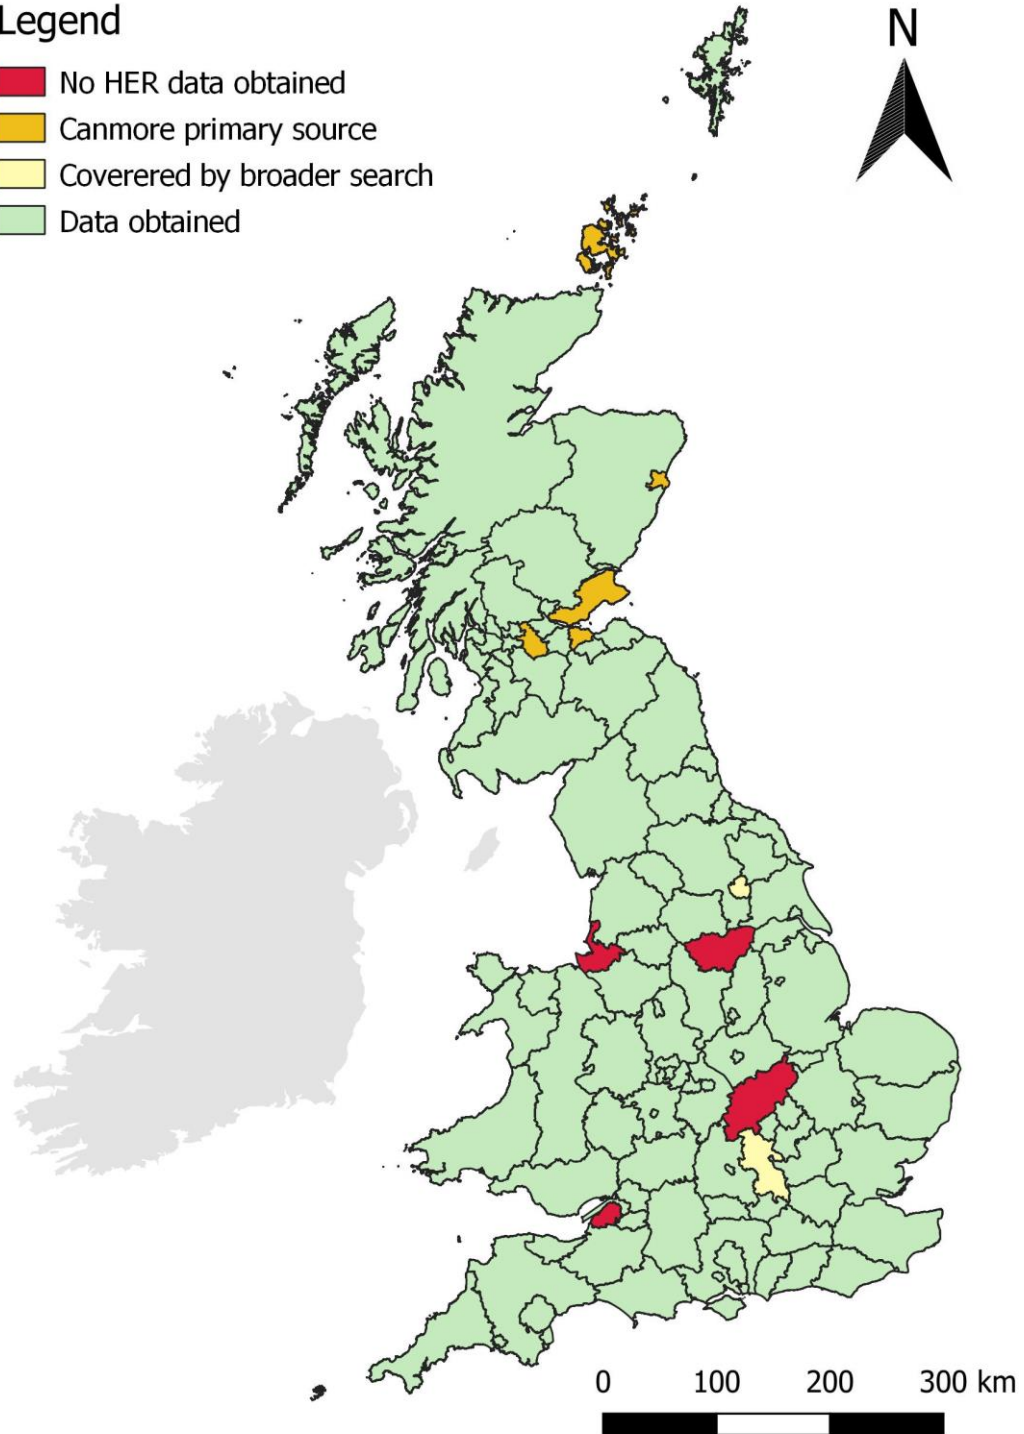 Legend
N
No HER data obtained
Canmore primary source
Coverered by broader search
Data obtained
0 100 200 300 km